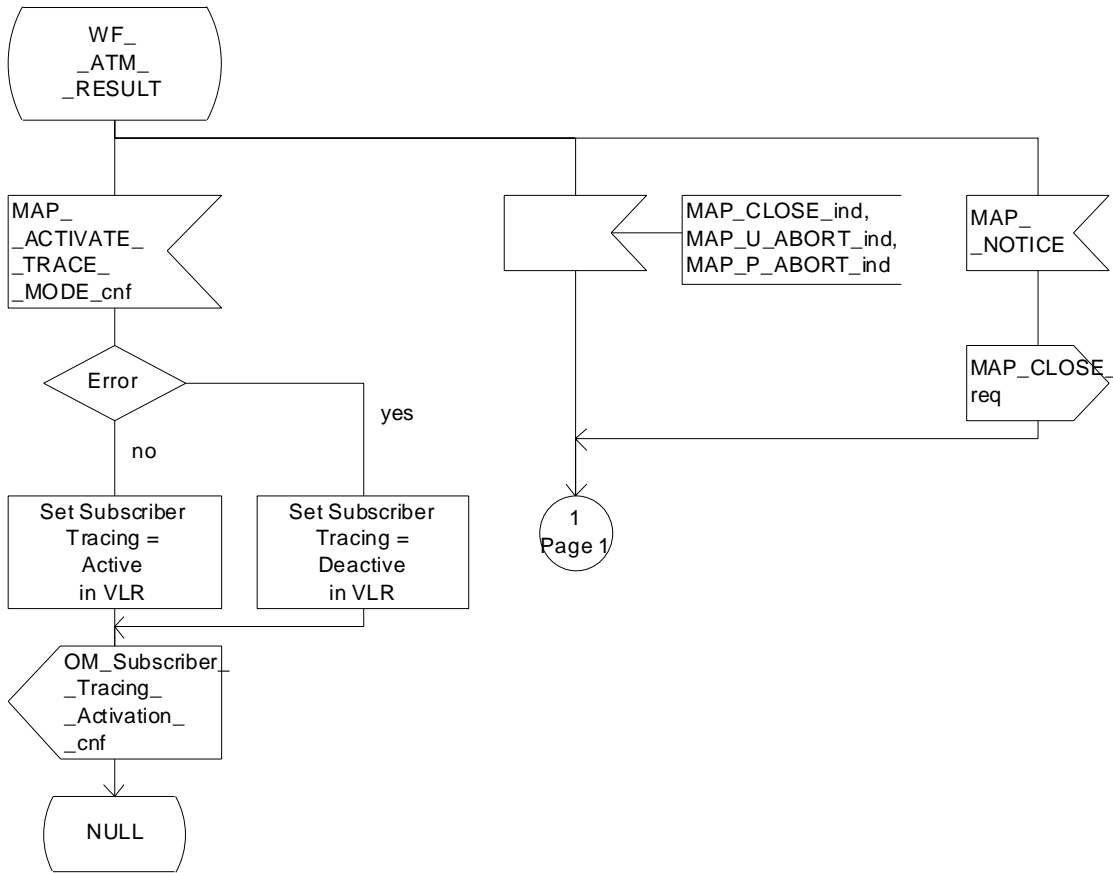 WF_
_ATM_
_RESULT
MAP_
_ACTIVATE_
_TRACE_
_MODE_cnf
MAP_CLOSE_ind,
MAP_U_ABORT_ind,
MAP_P_ABORT_ind
MAP_
_NOTICE
MAP_CLOSE_
req
Error
yes
no
Set Subscriber
Tracing =
Active
in VLR
Set Subscriber
Tracing =
Deactive
in VLR
1
Page 1
OM_Subscriber_
_Tracing_
_Activation_
_cnf
NULL